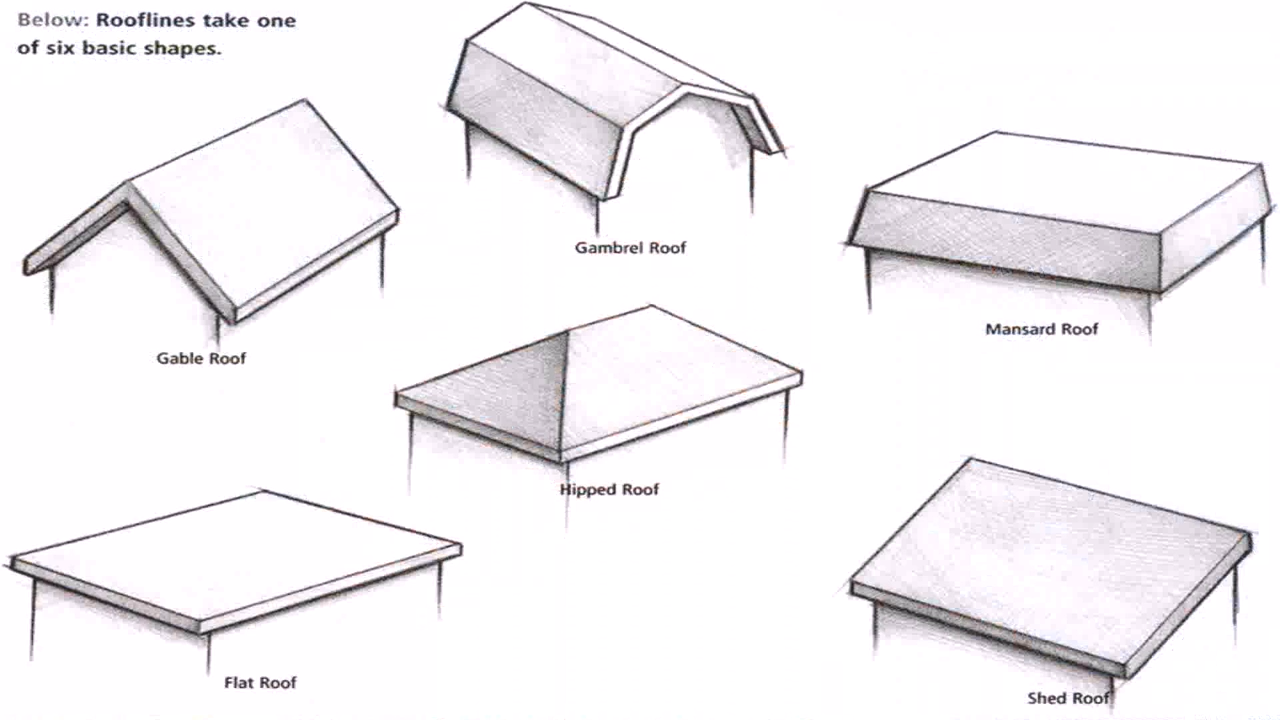 Below: Rooflines take one
of six basic shapes.
Gambrel Roof
Mansard Roof
Gable Roof
Hipped Roof
Flat Roof
Shed Roof